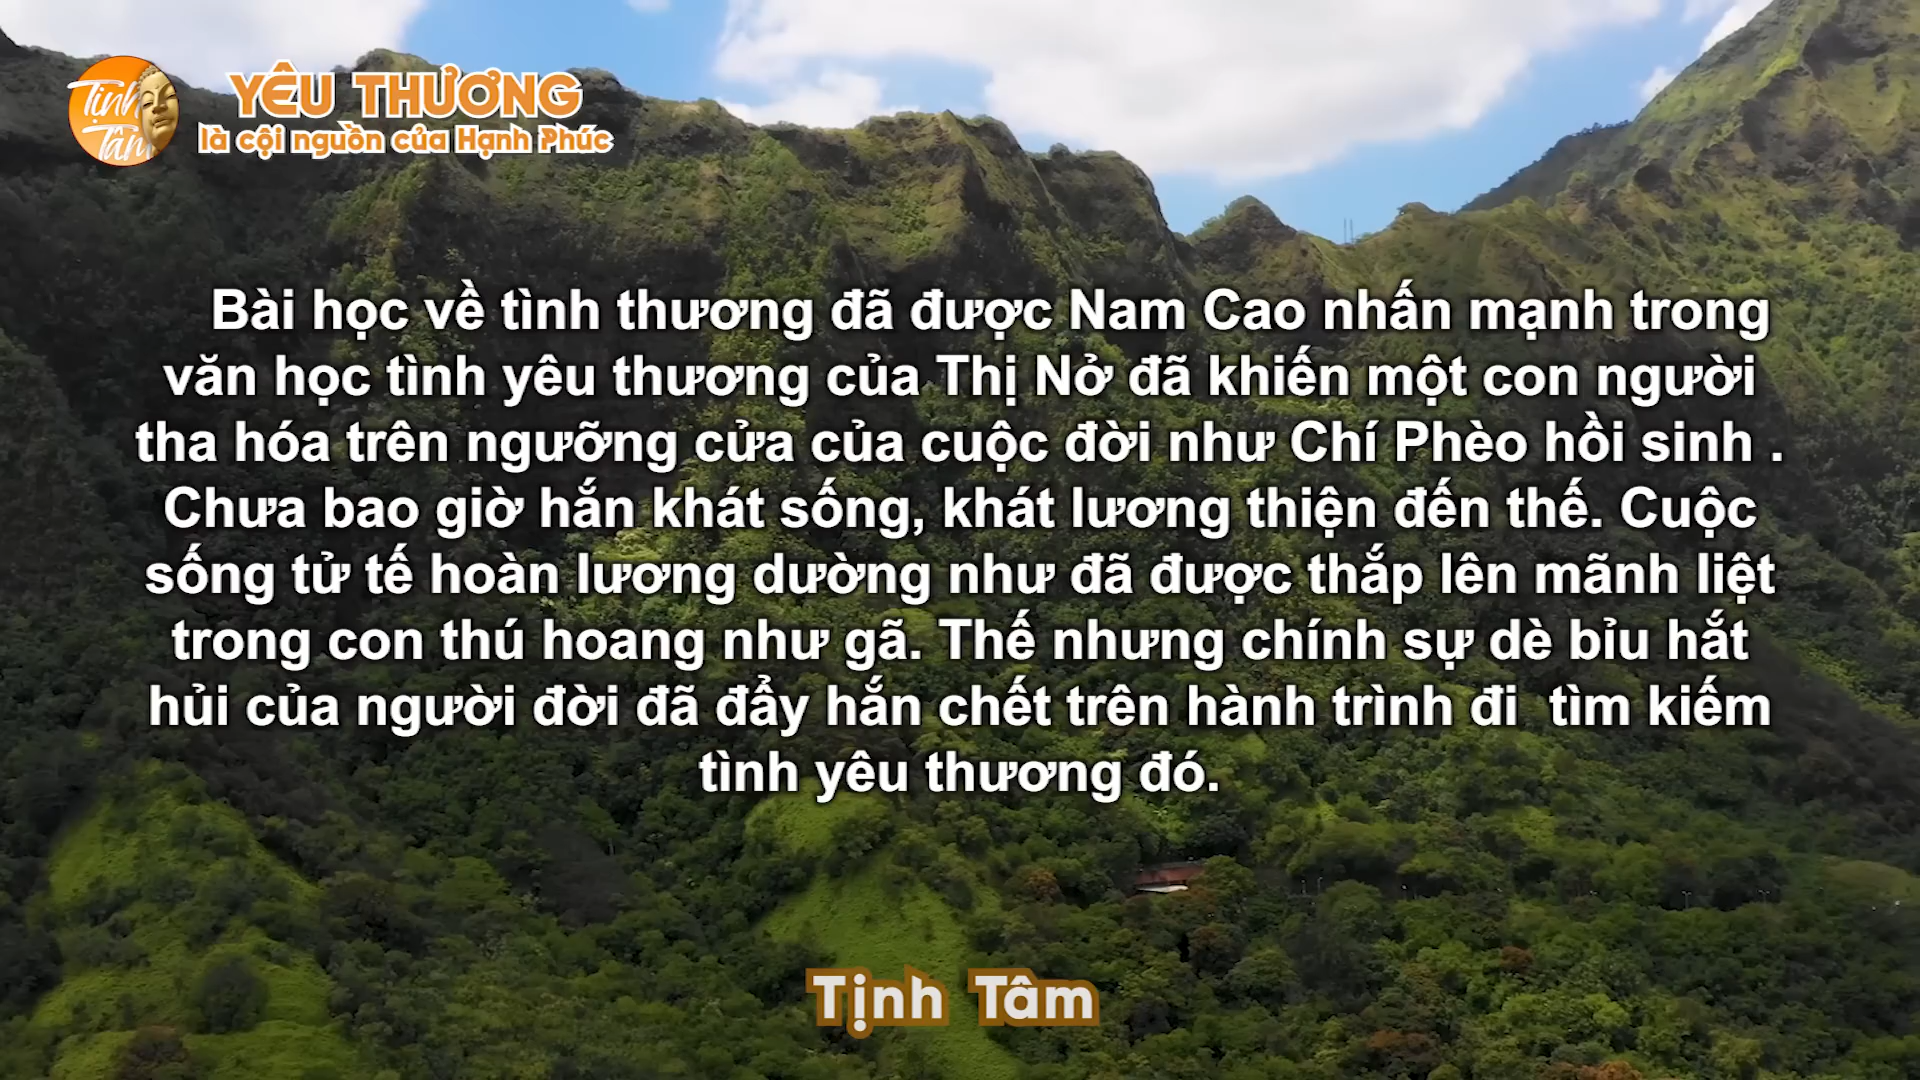 Tịnh
Tâm
YÊU THƯƠNG
là cội nguồn của Hạnh Phúc
Bài học về tình thương đã được Nam Cao nhấn mạnh trong
văn học tình yêu thương của Thị Nở đã khiến một con người
tha hóa trên ngưỡng cửa của cuộc đời như Chí Phèo hồi sinh .
Chưa bao giờ hắn khát sống, khát lương thiện đến thế. Cuộc
sống tử tế hoàn lương dường như đã được thắp lên mãnh liệt
trong con thú hoang như gã. Thế nhưng chính sự dè bỉu hắt
hủi của người đời đã đẩy hắn chết trên hành trình đi  tìm kiếm
tình yêu thương đó.
Tịnh Tâm